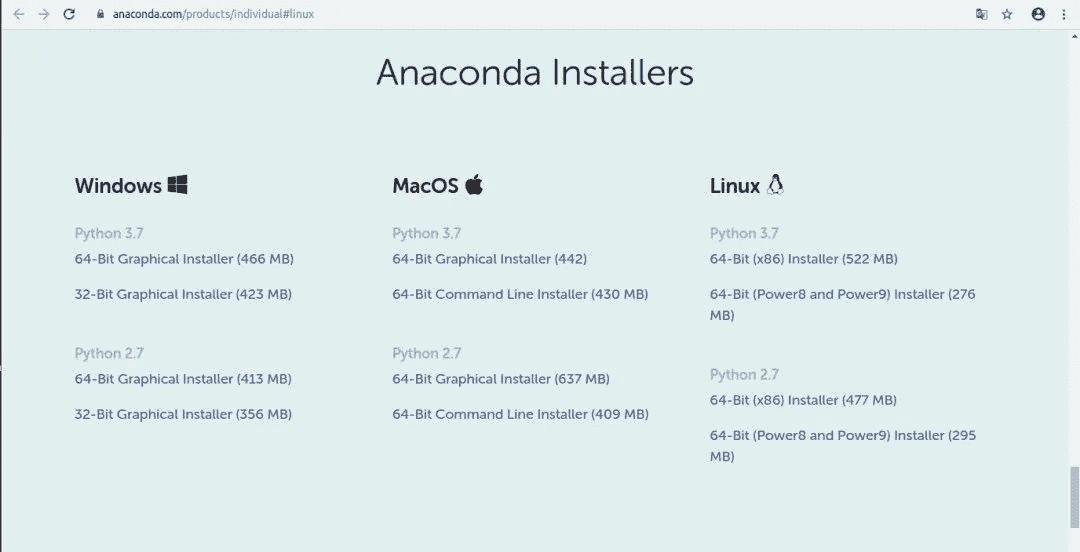 anaconda.com/products/individual#linux
Anaconda Installers
Windows
Python 3.7
64-Bit Graphical Installer (466 MB)
32-Bit Graphical Installer (423 MB)
Python 2.7
64-Bit Graphical Installer (413 MB)
32-Bit Graphical Installer (356 MB)
MacOS
Python 3.7
64-Bit Graphical Installer (442)
64-Bit Command Line Installer (430 MB)
Python 2.7
64-Bit Graphical Installer (637 MB)
64-Bit Command Line Installer (409 MB)
Linux
Python 3.7
64-Bit (x86) Installer (522 MB)
64-Bit (Power8 and Power9) Installer (276
MB)
Python 2.7
64-Bit (x86) Installer (477 MB)
64-Bit (Power8 and Power9) Installer (295
MB)